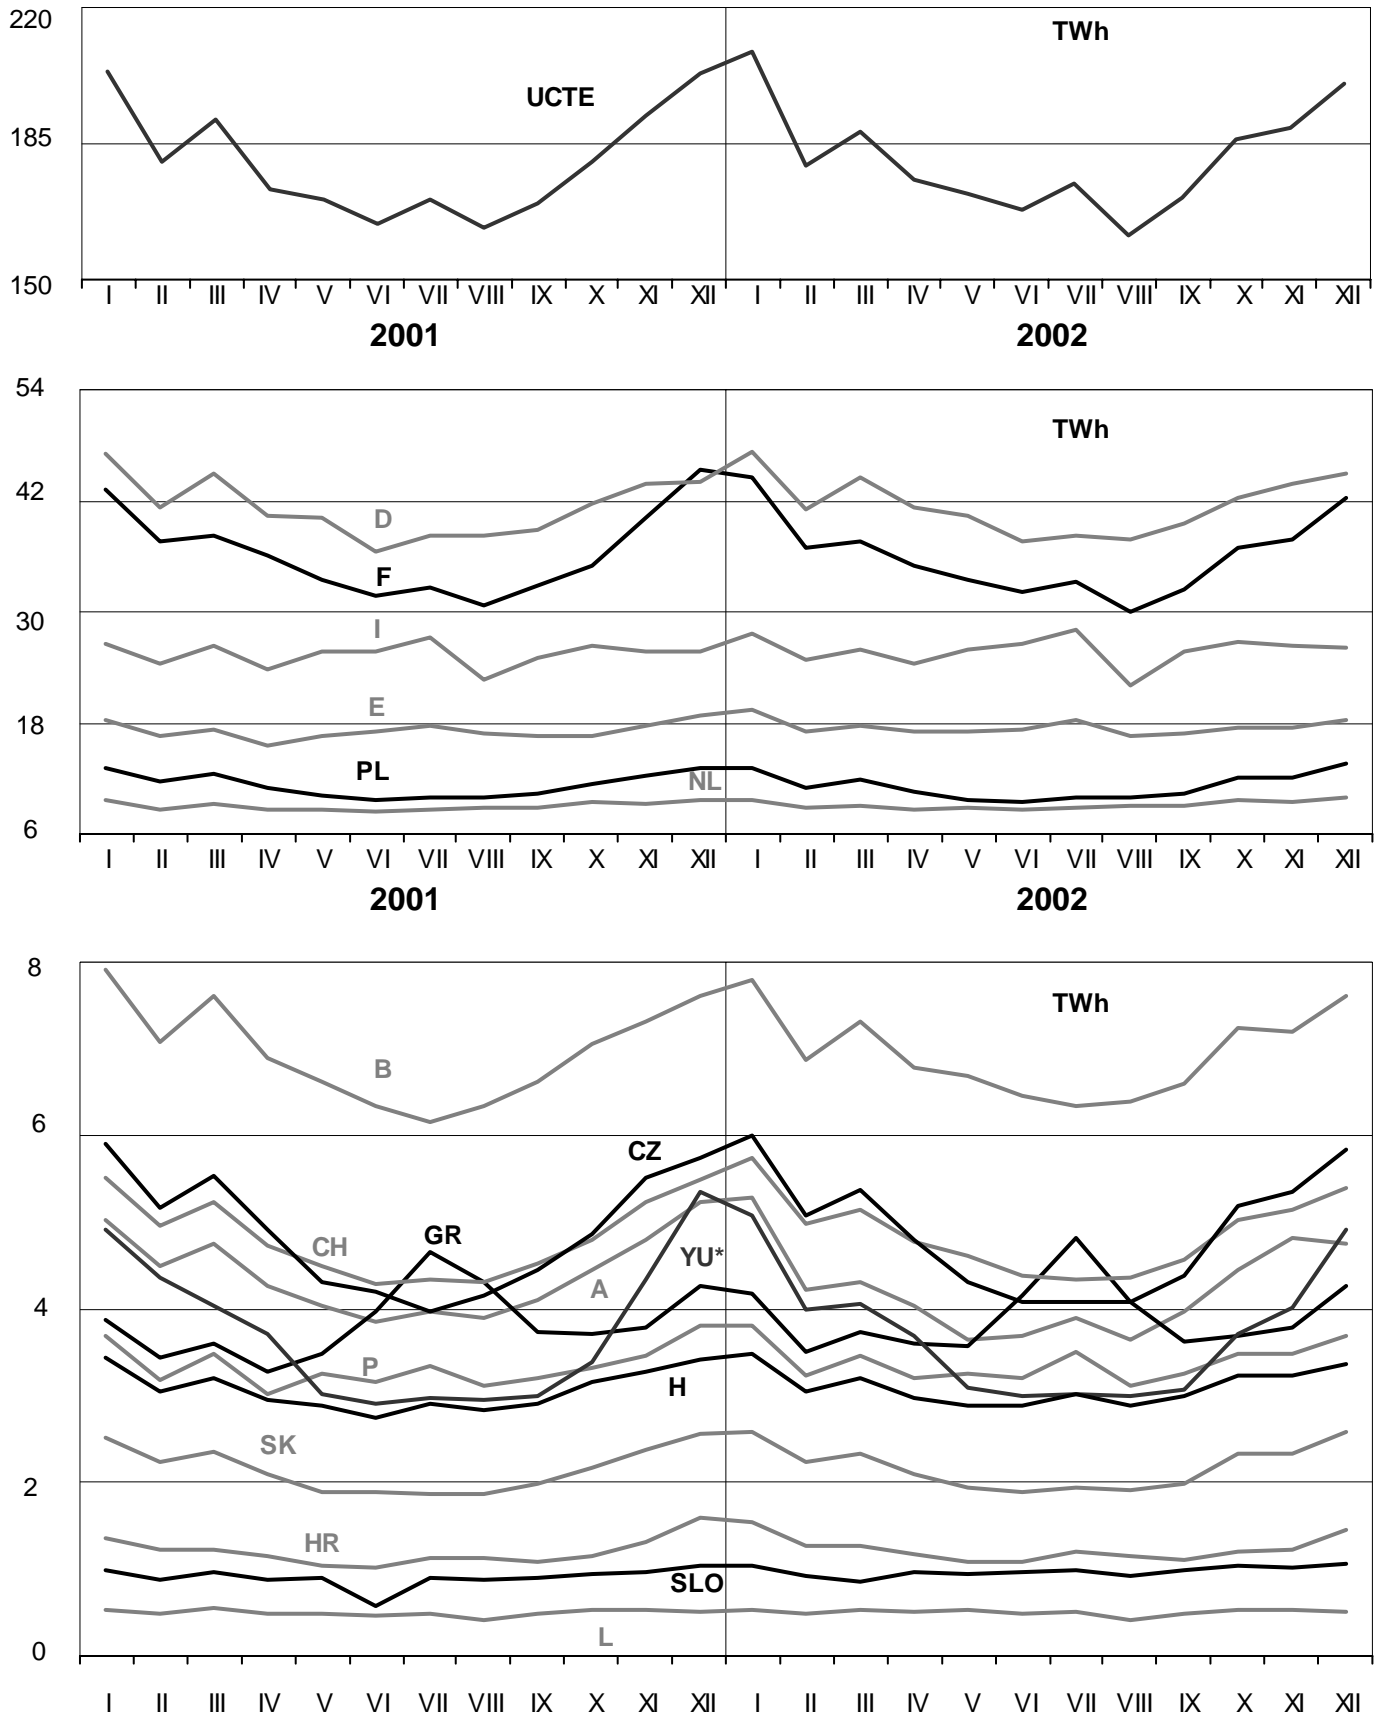 220
TWh
UCTE
185
150
I II III IV V VI VII VIII IX X XI XII I II III IV V VI VII VIII IX X XI XII
2001 2002
54
TWh
42
D
F
30
I
E
18
PL
NL
6
I II III IV V VI VII VIII IX X XI XII I II III IV V VI VII VIII IX X XI XII
2001 2002
8
TWh
B
6
CZ
GR
CH
YU*
A
4
P
H
SK
2
HR
SLO
L
0
I II III IV V VI VII VIII IX X XI XII I II III IV V VI VII VIII IX X XI XII